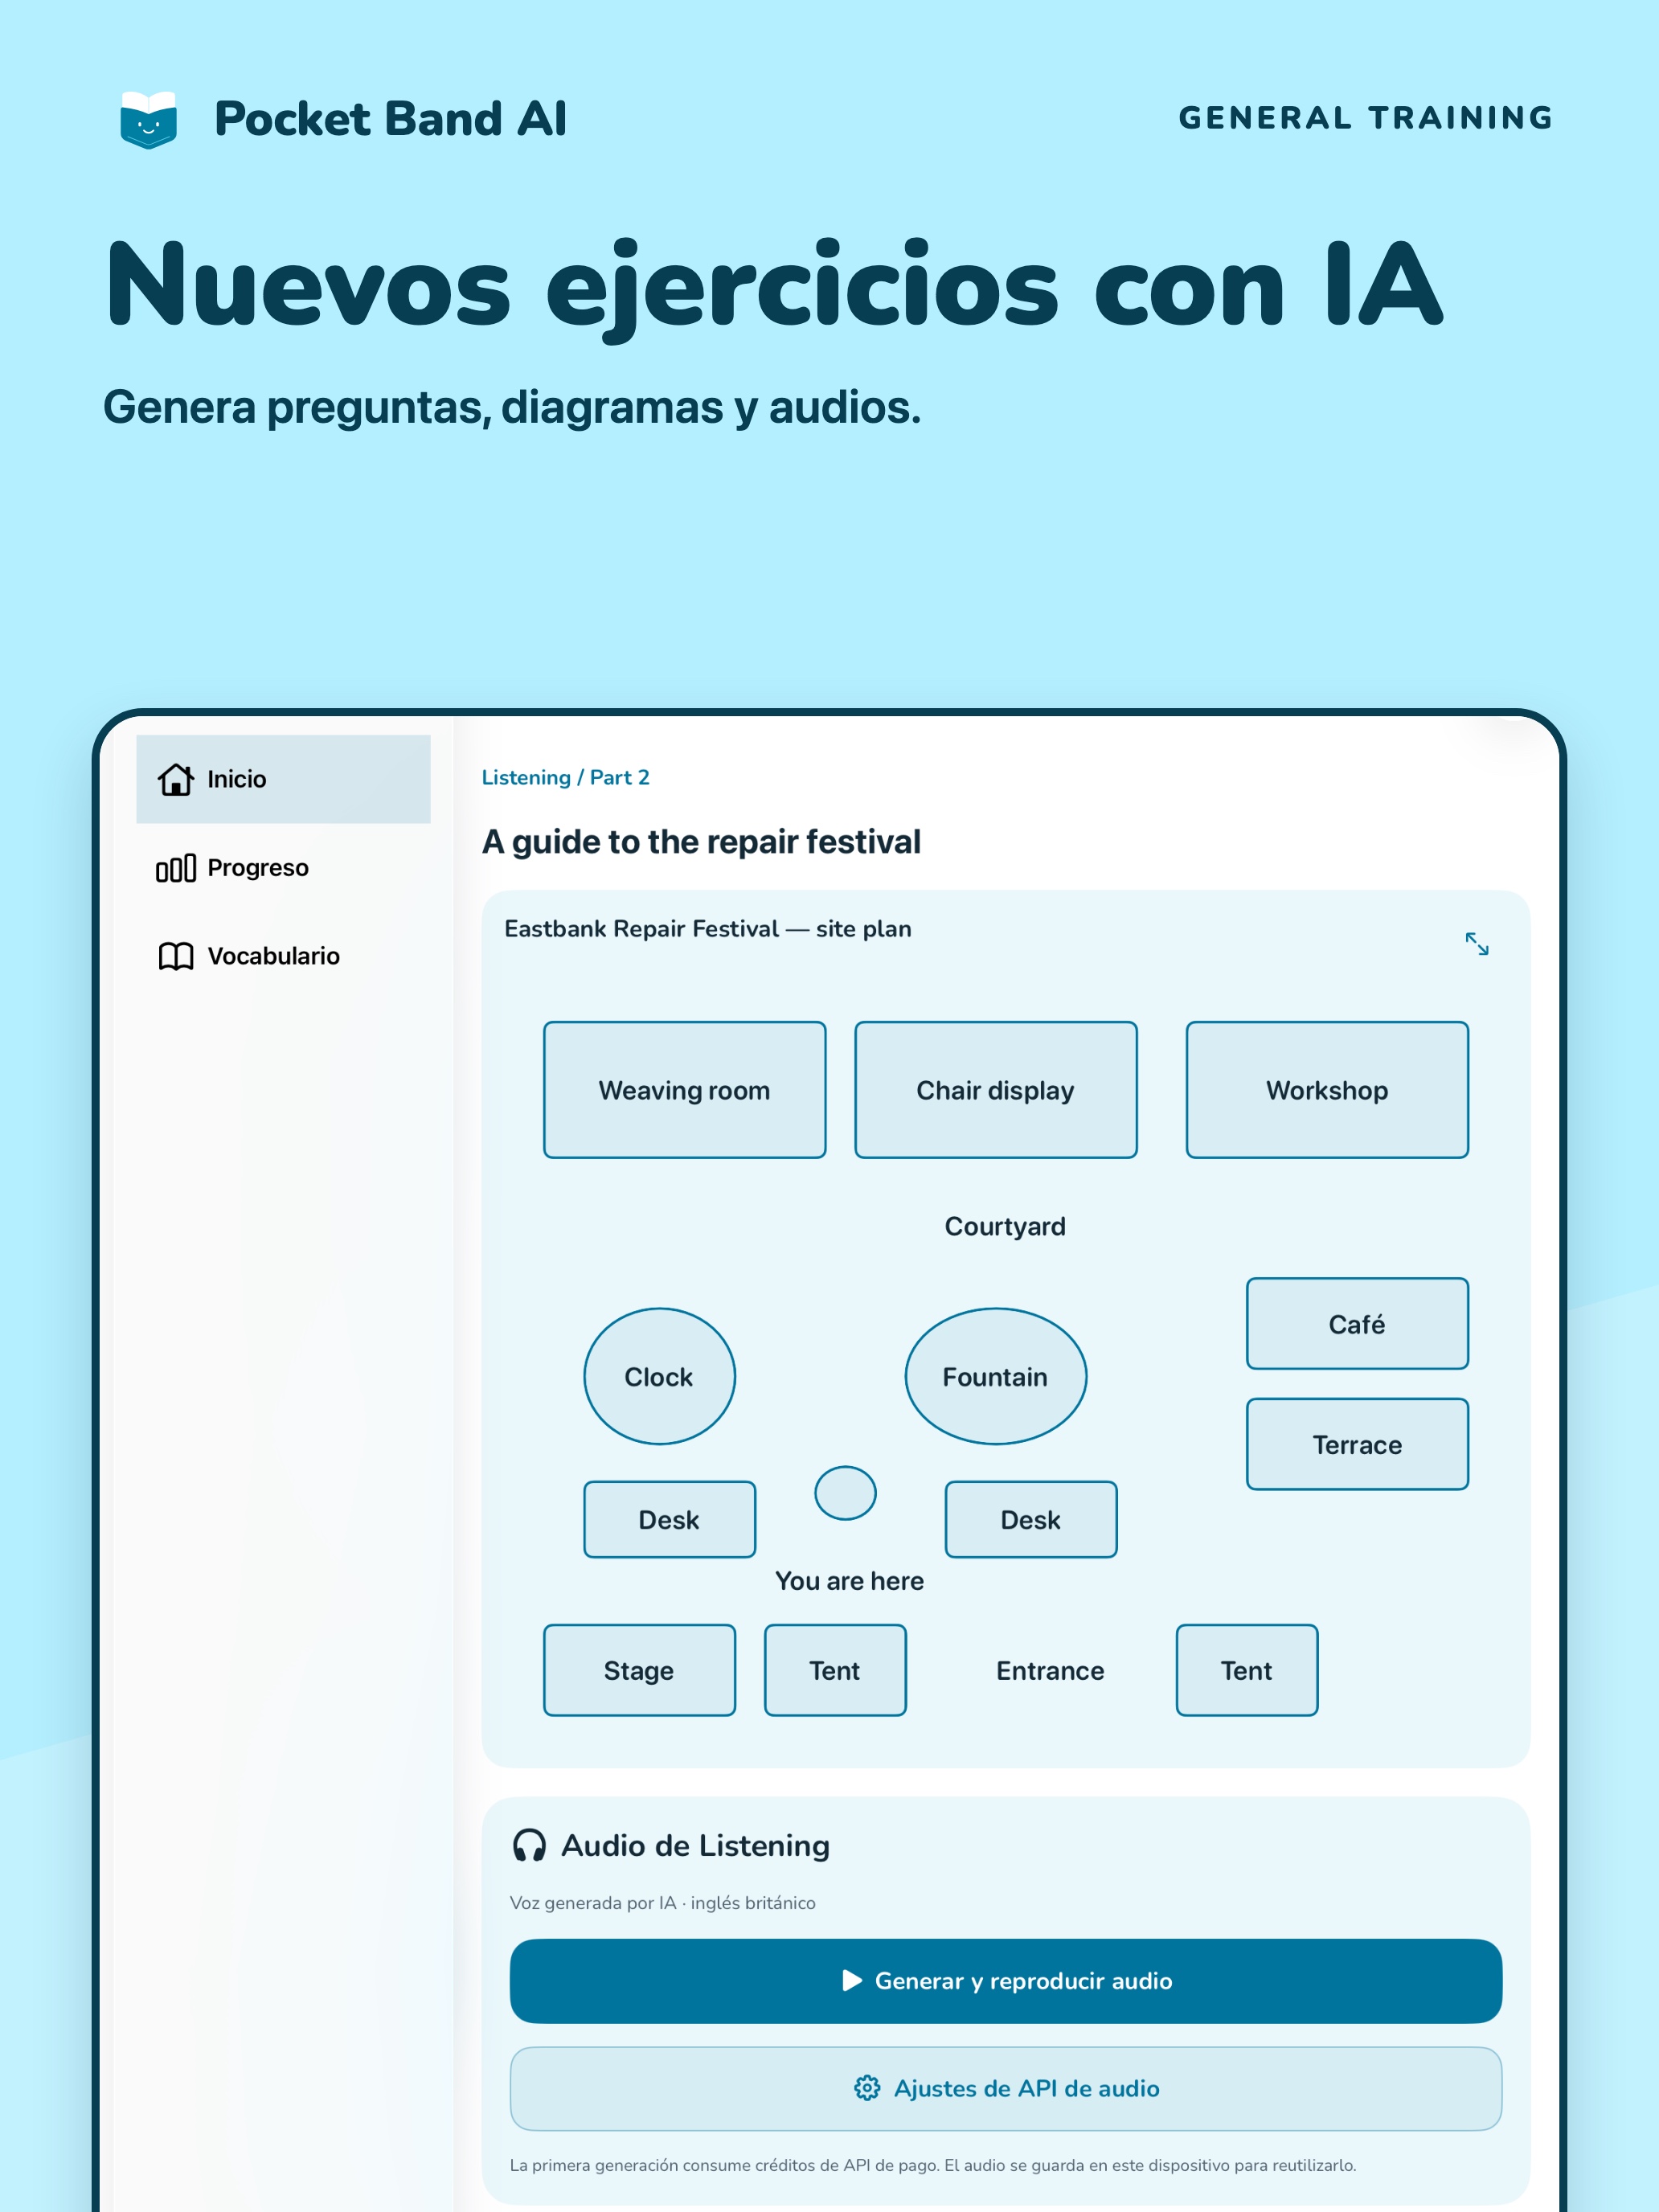 Pocket Band AI
GENERAL TRAINING
Nuevos ejercicios con IA
Genera preguntas, diagramas y audios.
Inicio
Progreso
Vocabulario
Listening / Part 2
A guide to the repair festival
Eastbank Repair Festival — site plan
Weaving room
Chair display
Workshop
Courtyard
Café
Clock
Fountain
Terrace
Desk
Desk
You are here
Stage
Tent
Entrance
Tent
Audio de Listening
Voz generada por IA · inglés británico
Generar y reproducir audio
Ajustes de API de audio
La primera generación consume créditos de API de pago. El audio se guarda en este dispositivo para reutilizarlo.